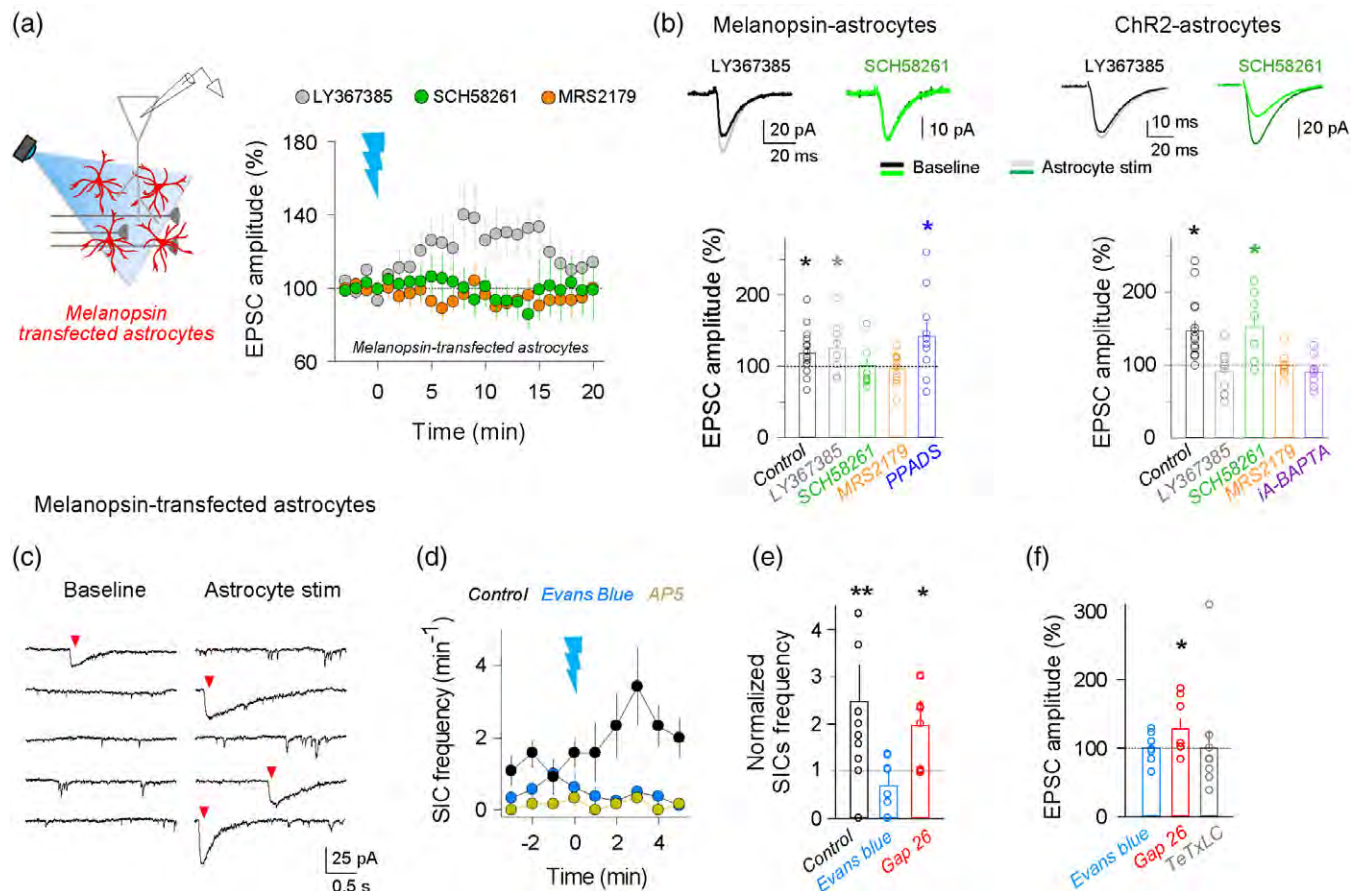 (a)
LY367385 SCH58261 MRS2179
EPSC amplitude (%)
180
140
100
60
Melanopsin-transfected astrocytes
0 5 10 15 20
Time (min)
Melanopsin
transfected astrocytes
(b)
Melanopsin-astrocytes
ChR2-astrocytes
LY367385
SCH58261
LY367385
SCH58261
20 pA
20 ms
10 pA
10 ms
20 ms
20 pA
Baseline
Astrocyte stim
*
*
*
EPSC amplitude (%)
300
200
100
0
Control
LY367385
SCH58261
MRS2179
PPADS
*
*
EPSC amplitude (%)
300
200
100
0
Control
LY367385
SCH58261
MRS2179
iA-BAPTA
Melanopsin-transfected astrocytes
(c)
Baseline
Astrocyte stim
25 pA
0.5 s
(d)
Control Evans Blue AP5
SIC frequency (min⁻¹)
4
2
0
-2 0 2 4
Time (min)
(e)
**
*
Normalized
SICs frequency
4
3
2
1
0
Control
Evans blue
Gap 26
(f)
*
EPSC amplitude (%)
300
200
100
0
Evans blue
Gap 26
TeTxLC